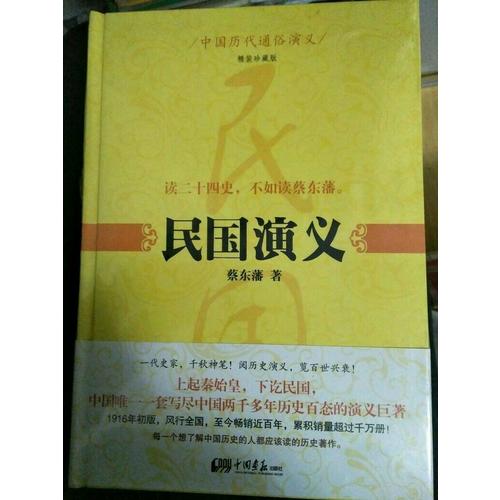 中国历代通俗演义
精装珍藏版
民国
读二十四史，不如读蔡东藩。
民国演义
蔡东藩 著
一代史家，千秋神笔！阅历史演义，览百世兴衰！
上起秦始皇，下讫民国，
中国唯一一套写尽中国两千多年历史百态的演义巨著
1916年初版，风行全国，至今畅销近百年，累积销量超过千万册！
每一个想了解中国历史的人都应该读的历史著作。
中国画报出版社